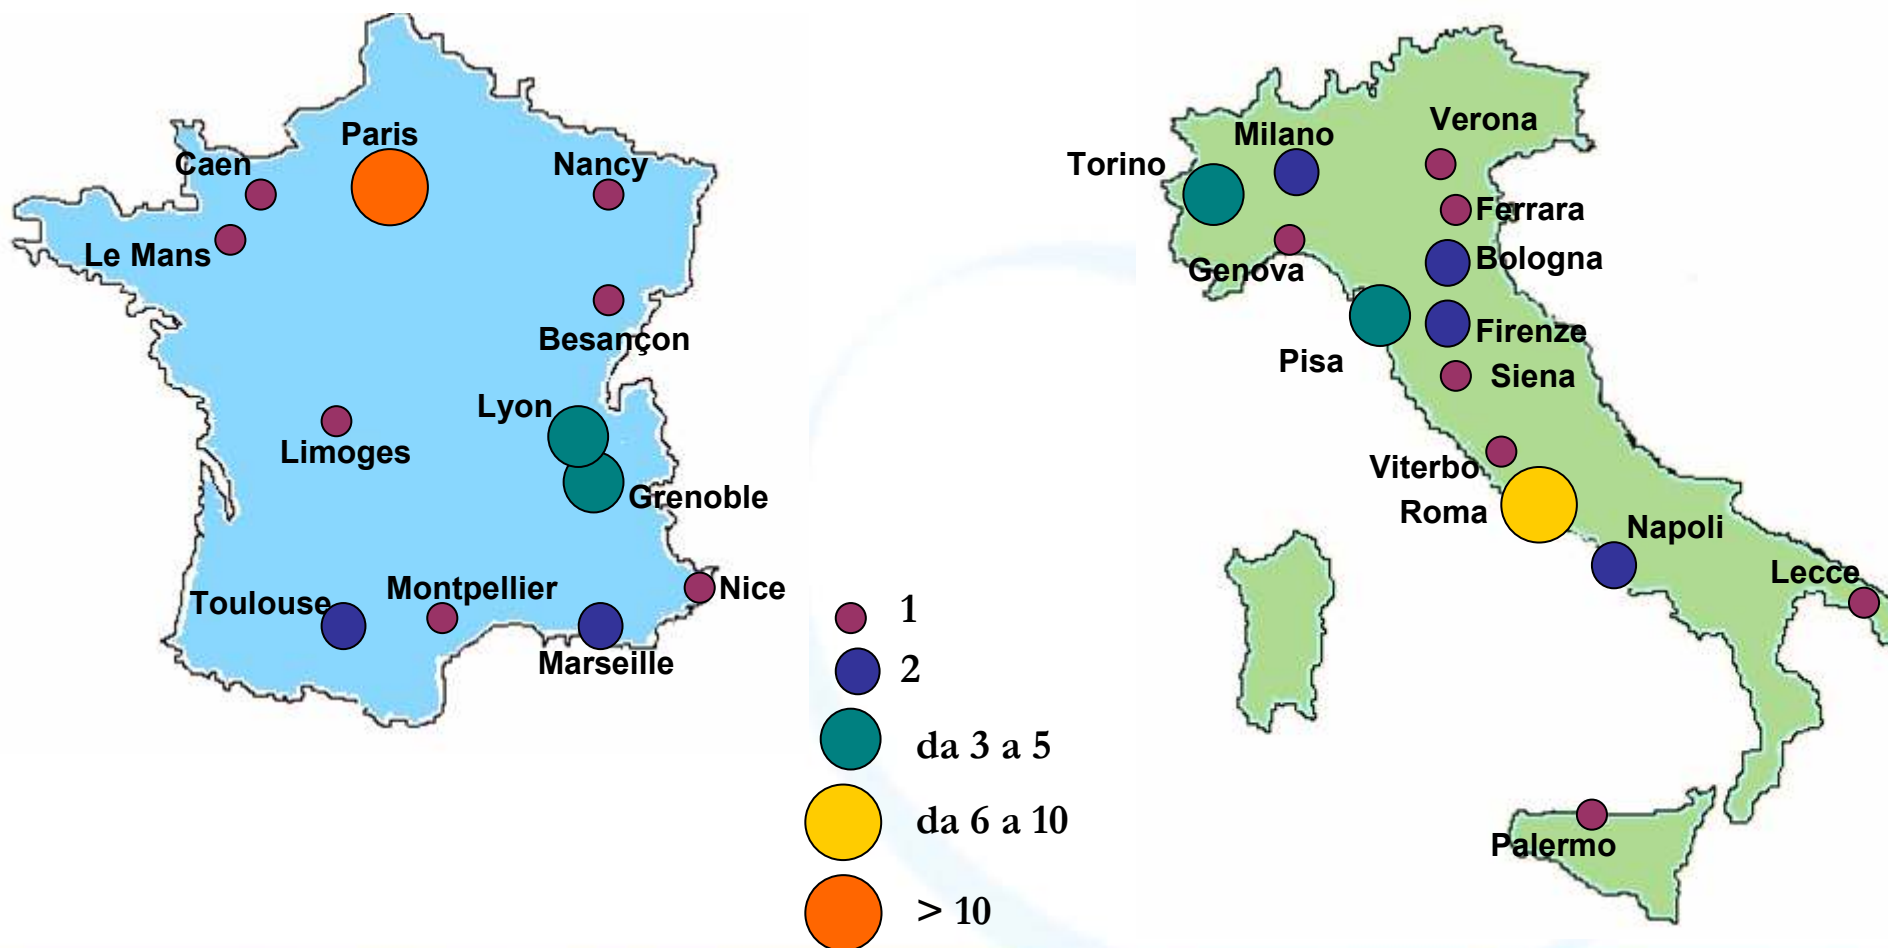 Paris
Caen
Nancy
Le Mans
Besançon
Lyon
Limoges
Grenoble
Toulouse
Montpellier
Nice
Marseille
1
2
da 3 a 5
da 6 a 10
> 10
Verona
Milano
Torino
Ferrara
Bologna
Genova
Firenze
Pisa
Siena
Viterbo
Roma
Napoli
Lecce
Palermo